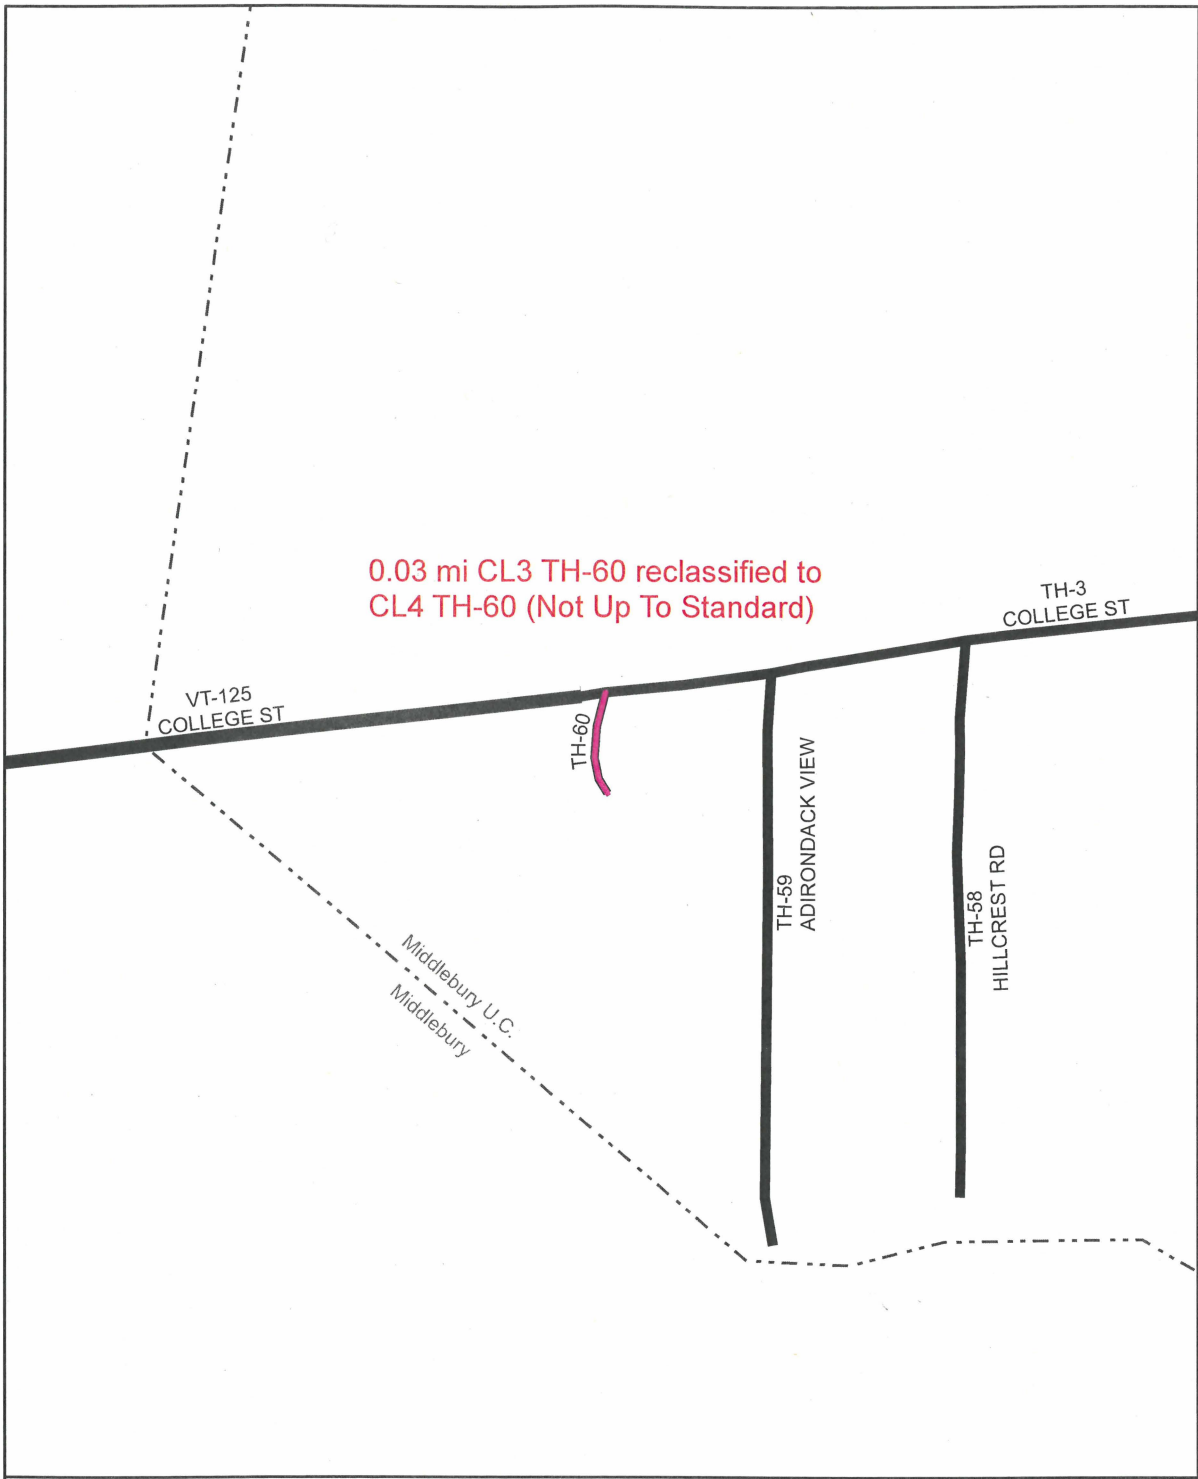 0.03 mi CL3 TH-60 reclassified to
CL4 TH-60 (Not Up To Standard)
TH-3
COLLEGE ST
VT-125
COLLEGE ST
TH-60
TH-59
ADIRONDACK VIEW
TH-58
HILLCREST RD
Middlebury U.C.
Middlebury